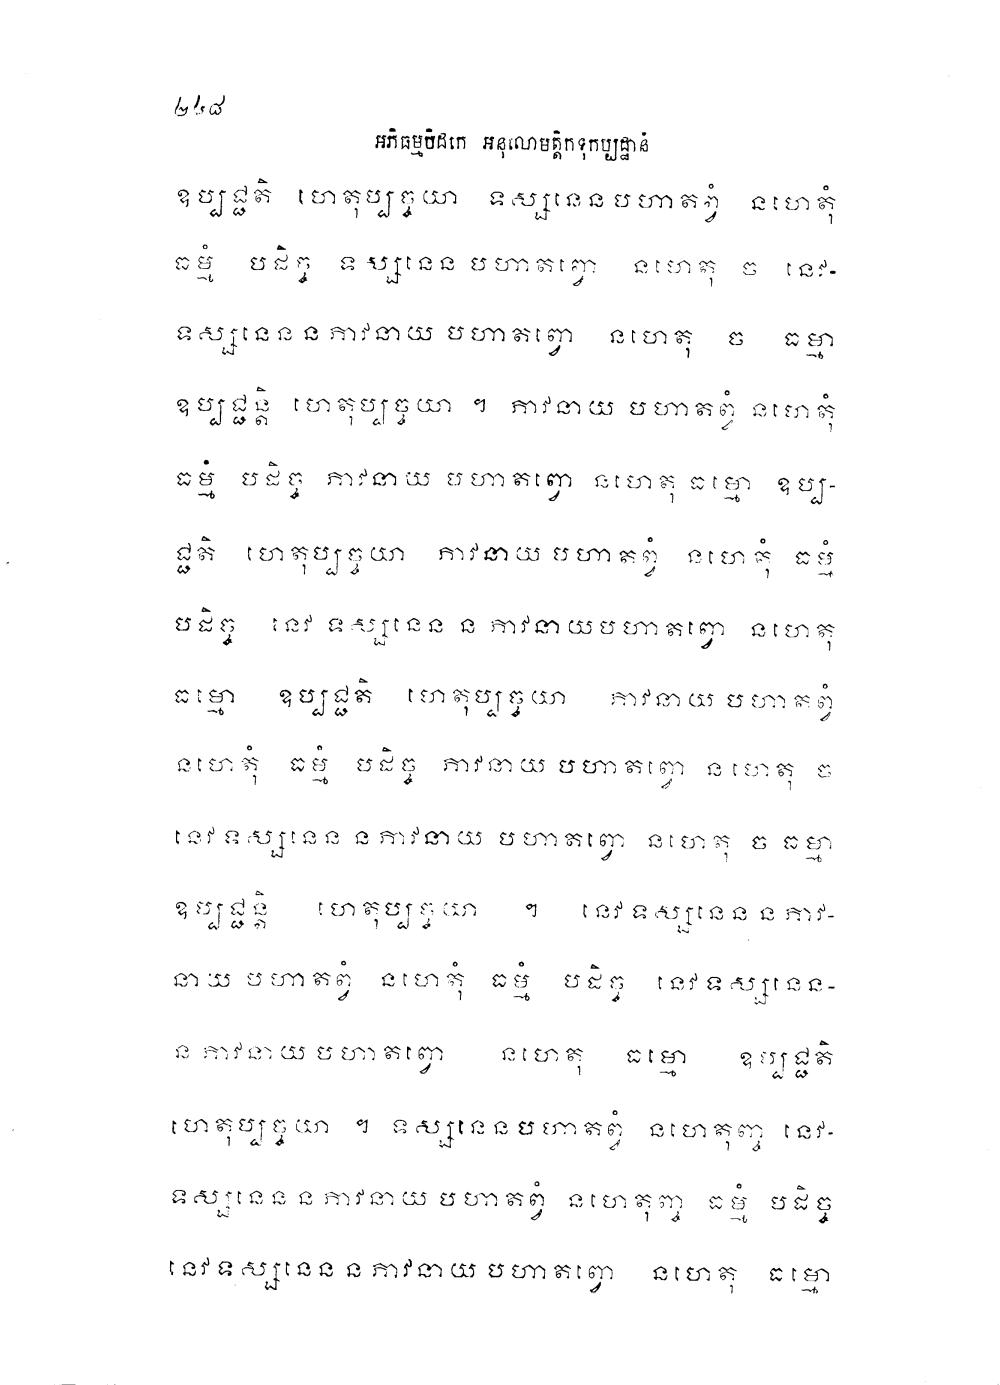 ២៤៨
អភិធម្មបិដកេ អនុលោមត្តិកទុកប្បដ្ឋានំ
ឧប្បជ្ជតិ ហេតុប្បច្ចយា ទស្សនេនបហាតព្វំ នហេតុំ
ធម្មំ បដិច្ច ទស្សនេន បហាតព្វោ នហេតុ ច នេវ-
ទស្សនេន ន ភាវនាយ បហាតព្វោ នហេតុ ច ធម្មា
ឧប្បជ្ជន្តិ ហេតុប្បច្ចយា ។ ភាវនាយ បហាតព្វំ នហេតុំ
ធម្មំ បដិច្ច ភាវនាយ បហាតព្វោ នហេតុ ធម្មោ ឧប្ប-
ជ្ជតិ ហេតុប្បច្ចយា ភាវនាយ បហាតព្វំ នហេតុំ ធម្មំ
បដិច្ច នេវ ទស្សនេន ន ភាវនាយបហាតព្វោ នហេតុ
ធម្មោ ឧប្បជ្ជតិ ហេតុប្បច្ចយា ភាវនាយ បហាតព្វំ
នហេតុំ ធម្មំ បដិច្ច ភាវនាយ បហាតព្វោ នហេតុ ច
នេវទស្សនេន ន ភាវនាយ បហាតព្វោ នហេតុ ច ធម្មា
ឧប្បជ្ជន្តិ ហេតុប្បច្ចយា ។ នេវទស្សនេន ន ភាវ-
នាយ បហាតព្វំ នហេតុំ ធម្មំ បដិច្ច នេវទស្សនេន-
ន ភាវនាយ បហាតព្វោ នហេតុ ធម្មោ ឧប្បជ្ជតិ
ហេតុប្បច្ចយា ។ ទស្សនេនបហាតព្វំ នហេតុញ្ច នេវ-
ទស្សនេន ន ភាវនាយ បហាតព្វំ នហេតុញ្ច ធម្មំ បដិច្ច
នេវទស្សនេន ន ភាវនាយ បហាតព្វោ នហេតុ ធម្មោ